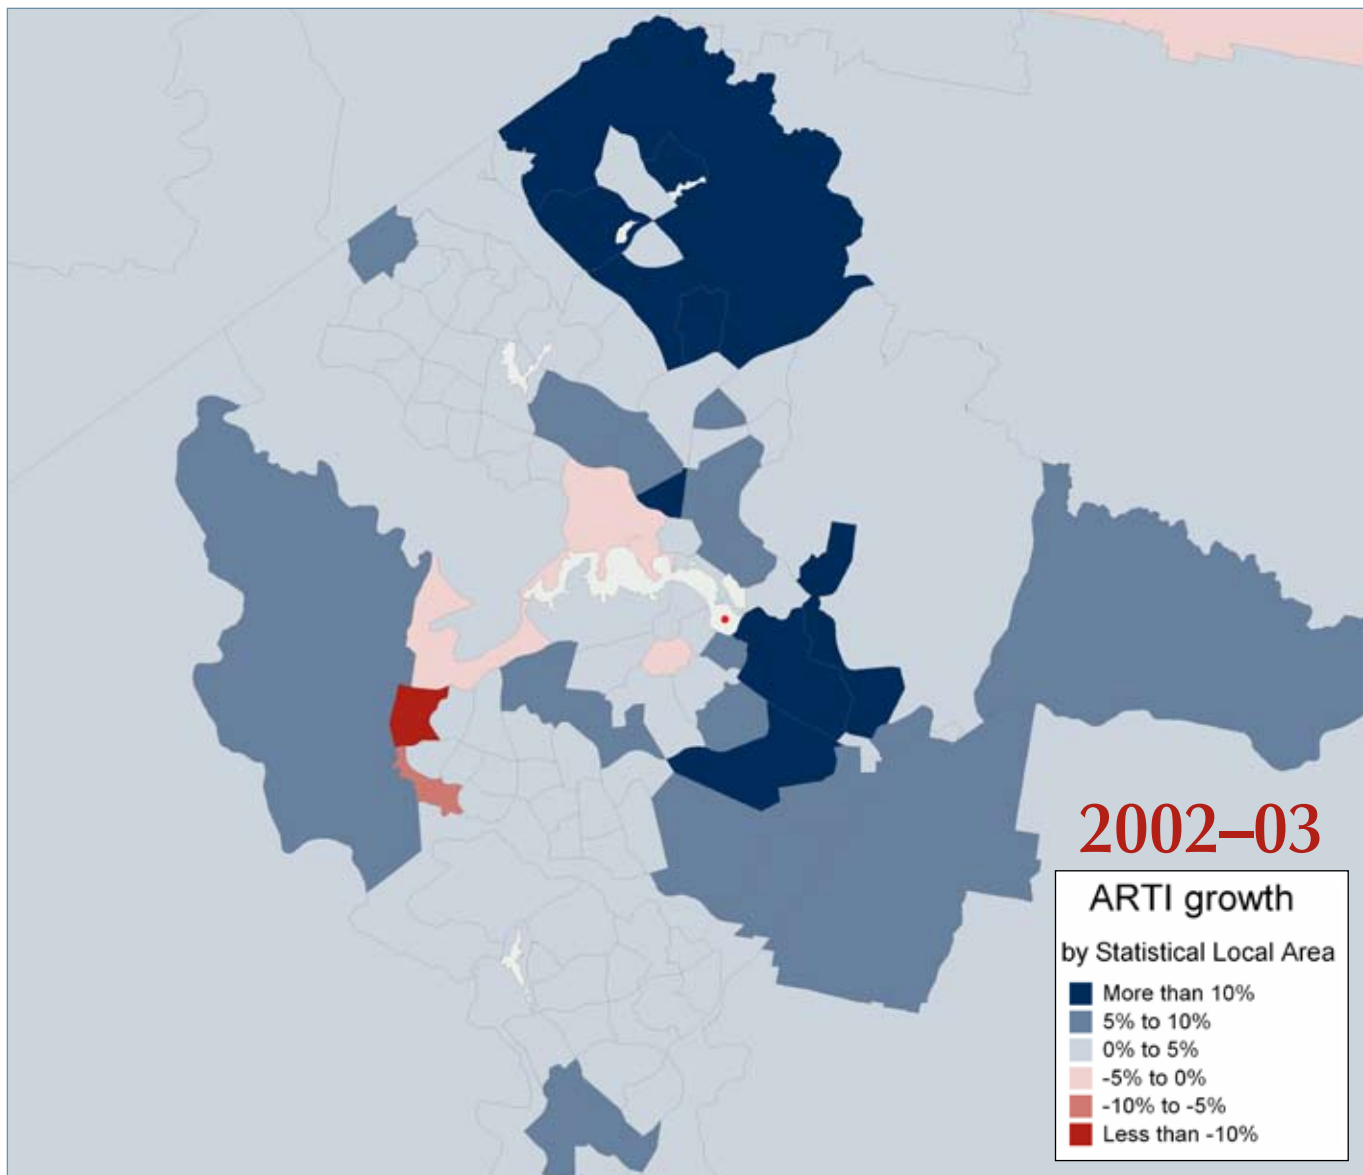 2002–03
ARTI growth
by Statistical Local Area
More than 10%
5% to 10%
0% to 5%
-5% to 0%
-10% to -5%
Less than -10%